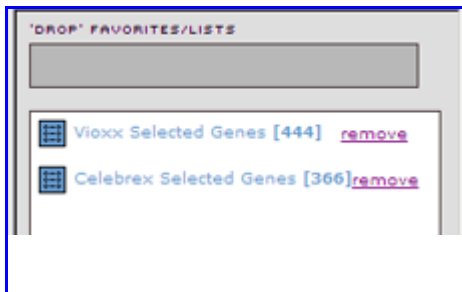 'DROP' FAVORITES/LISTS
Vioxx Selected Genes [444] remove
Celebrex Selected Genes [366]remove